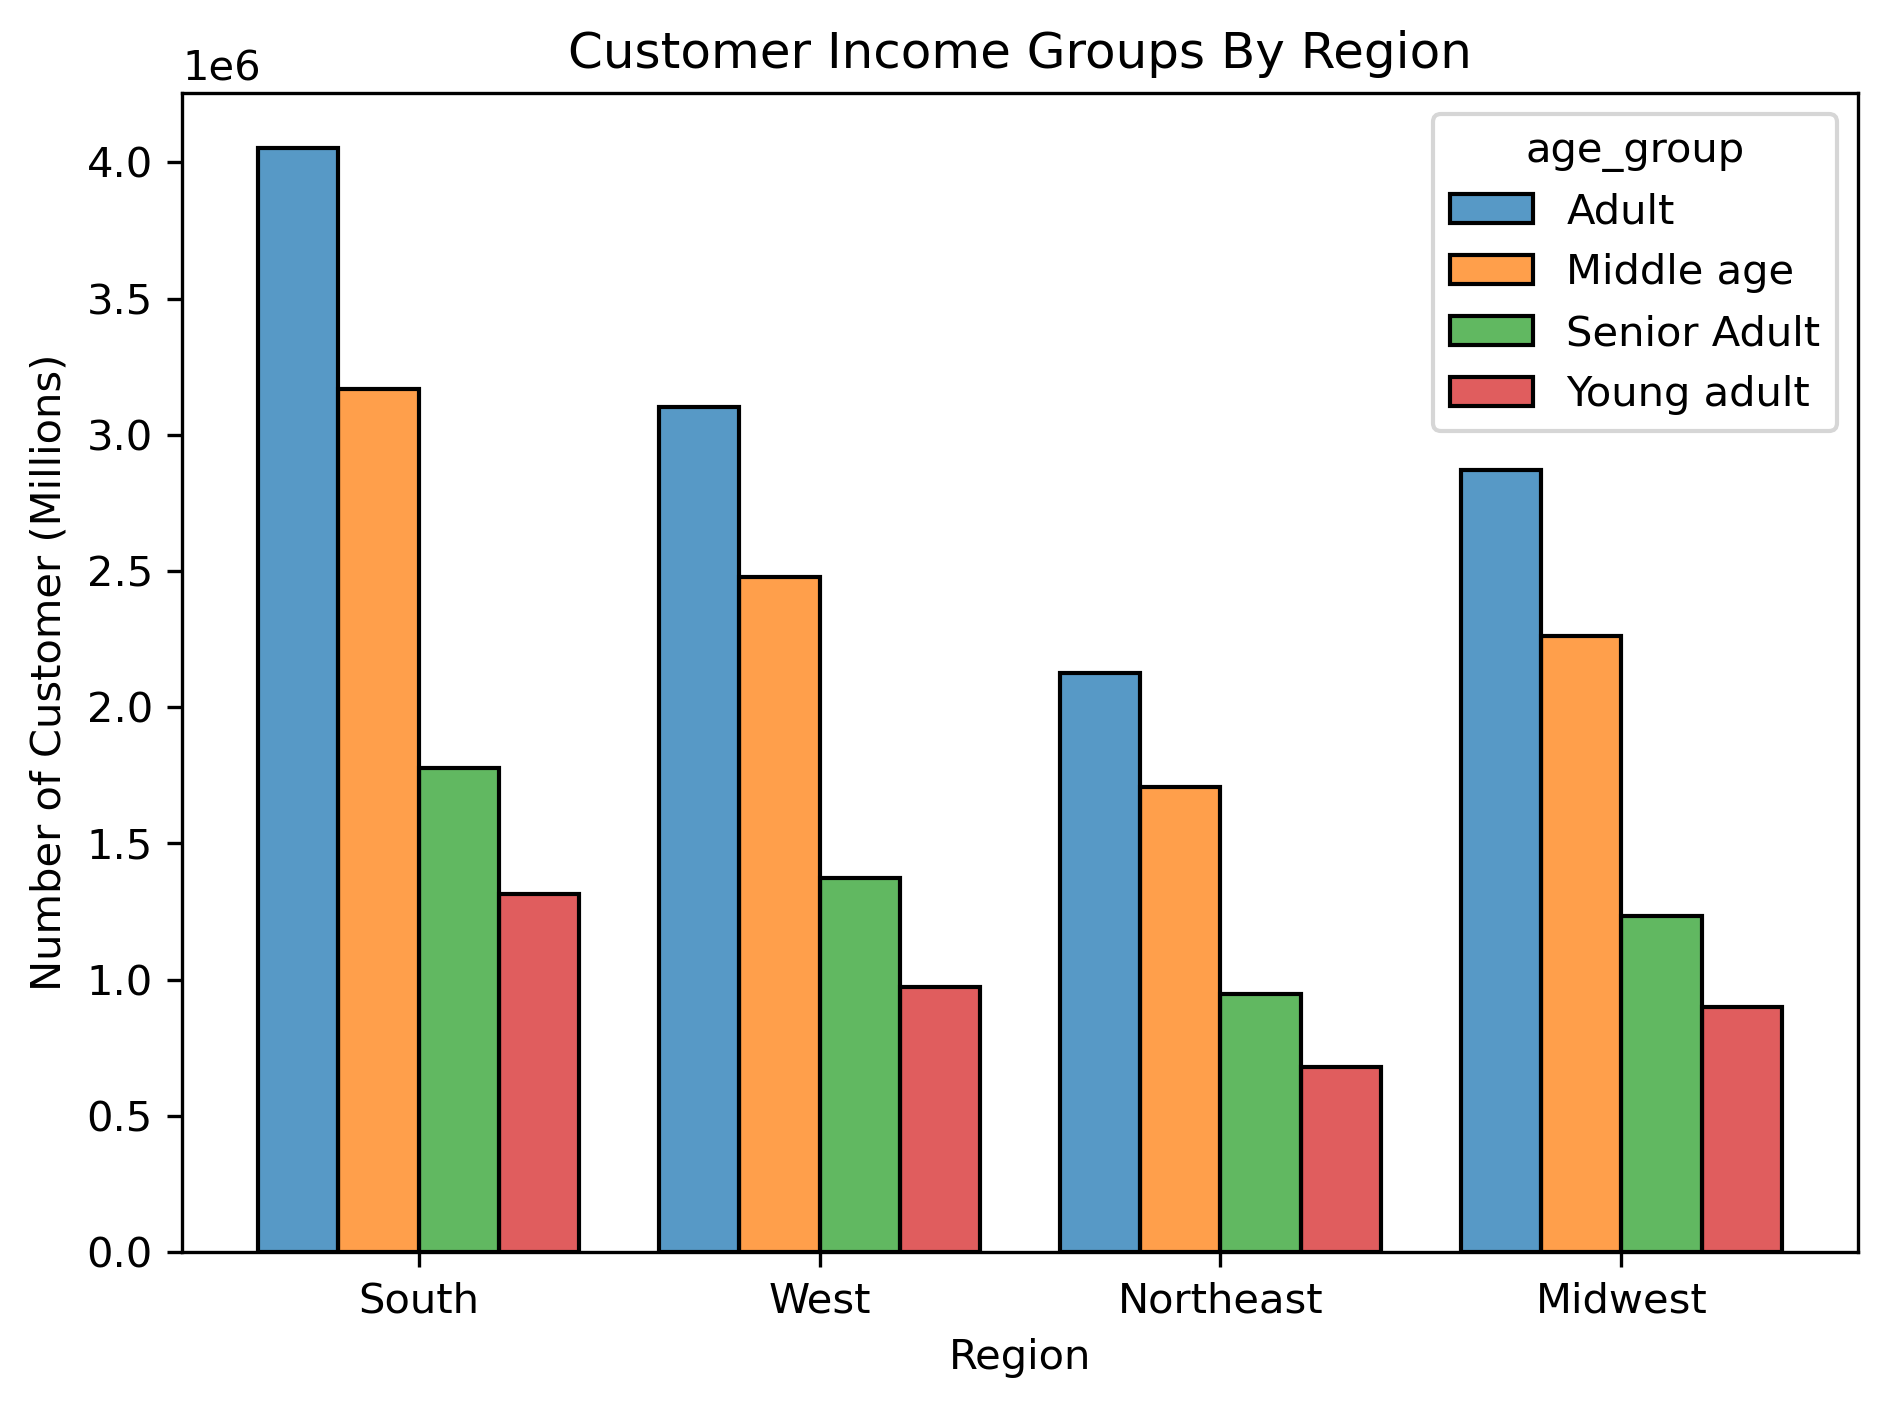 Customer Income Groups By Region
1e6
4.0
3.5
3.0
2.5
2.0
1.5
1.0
0.5
0.0
Number of Customer (Millions)
age_group
Adult
Middle age
Senior Adult
Young adult
South
West
Northeast
Midwest
Region